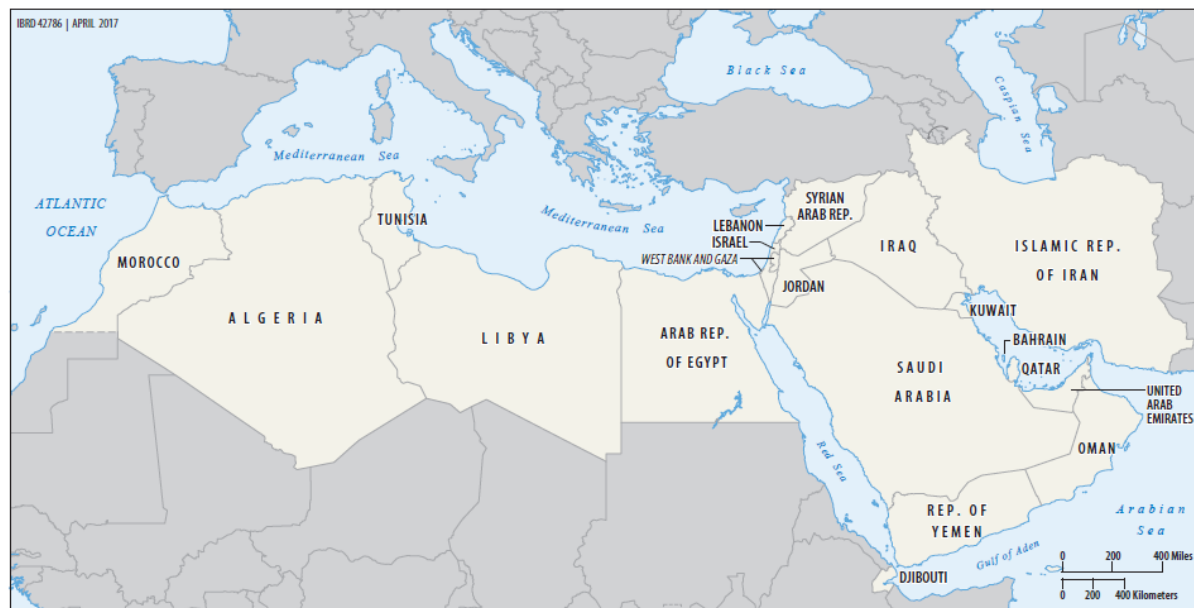 IBRD 42786 | APRIL 2017
Black Sea
Caspian Sea
Mediterranean Sea
ATLANTIC
OCEAN
TUNISIA
Mediterranean Sea
SYRIAN
ARAB REP.
LEBANON
ISRAEL
WEST BANK AND GAZA
IRAQ
ISLAMIC REP.
OF IRAN
MOROCCO
JORDAN
ALGERIA
LIBYA
ARAB REP.
OF EGYPT
KUWAIT
BAHRAIN
QATAR
SAUDI
ARABIA
UNITED
ARAB
EMIRATES
OMAN
Red Sea
REP. OF
YEMEN
Arabian
Sea
Gulf of Aden
DJIBOUTI
0 200 400 Miles
0 200 400 Kilometers